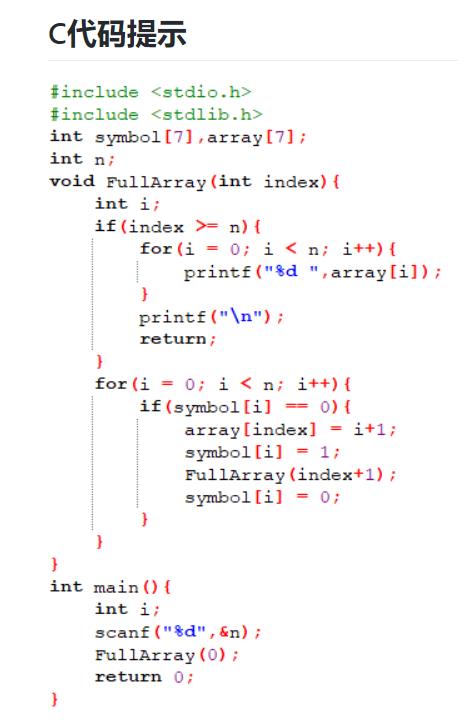 C代码提示
#include <stdio.h>
#include <stdlib.h>
int symbol[7],array[7];
int n;
void FullArray(int index){
    int i;
    if(index >= n){
        for(i = 0; i < n; i++){
            printf("%d ",array[i]);
        }
        printf("\n");
        return;
    }
    for(i = 0; i < n; i++){
        if(symbol[i] == 0){
            array[index] = i+1;
            symbol[i] = 1;
            FullArray(index+1);
            symbol[i] = 0;
        }
    }
}
int main(){
    int i;
    scanf("%d",&n);
    FullArray(0);
    return 0;
}